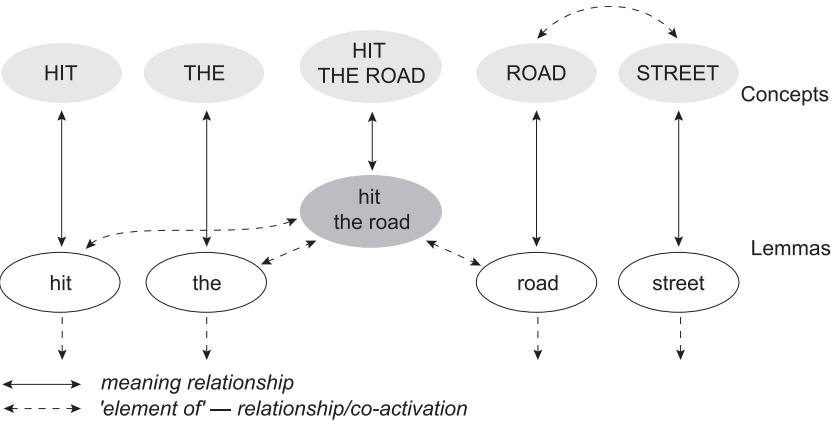 HIT
THE
HIT
THE ROAD
ROAD
STREET
Concepts
hit
the road
Lemmas
hit
the
road
street
meaning relationship
'element of' — relationship/co-activation